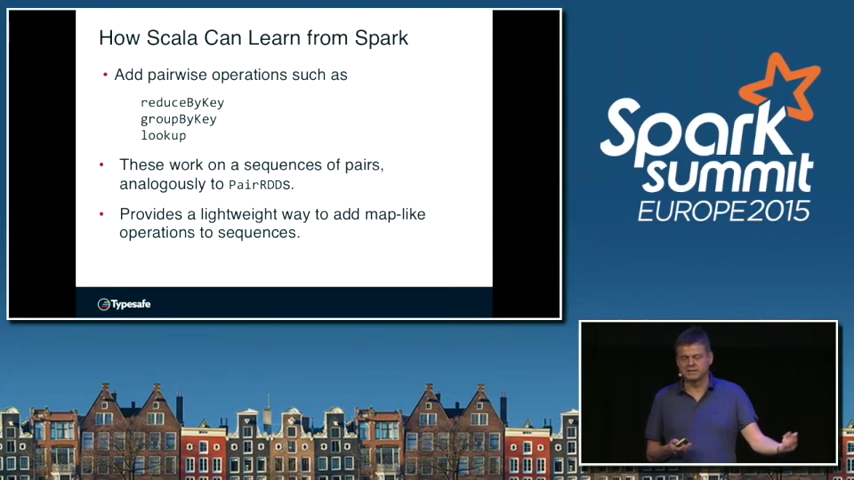 How Scala Can Learn from Spark
• Add pairwise operations such as
reduceByKey
groupByKey
lookup
• These work on a sequences of pairs,
analogously to PairRDDs.
• Provides a lightweight way to add map-like
operations to sequences.
Typesafe
Spark
summit
EUROPE 2015